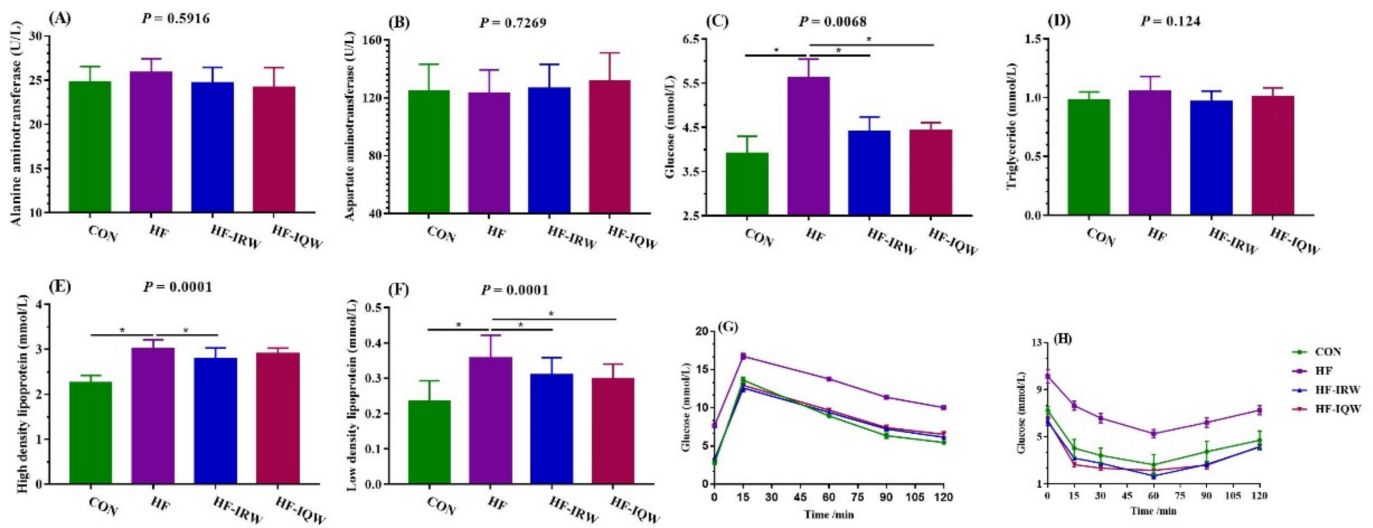 (A)
P = 0.5916
Alanine aminotransferase (U/L)
30
25
20
15
10
CON
HF
HF-IRW
HF-IQW
(B)
P = 0.7269
Aspartate aminotransferase (U/L)
160
120
80
40
CON
HF
HF-IRW
HF-IQW
(C)
P = 0.0068
Glucose (mmol/L)
6.5
5.5
4.5
3.5
2.5
*
*
*
CON
HF
HF-IRW
HF-IQW
(D)
P = 0.124
Triglyceride (mmol/L)
1.5
1.0
0.5
0.0
CON
HF
HF-IRW
HF-IQW
(E)
P = 0.0001
High density lipoprotein (mmol/L)
4
3
2
1
0
*
*
CON
HF
HF-IRW
HF-IQW
(F)
P = 0.0001
Low density lipoprotein (mmol/L)
0.5
0.4
0.3
0.2
0.1
0.0
*
*
*
CON
HF
HF-IRW
HF-IQW
(G)
Glucose (mmol/L)
20
15
10
5
0
0 15 30 45 60 75 90 105 120
Time /min
(H)
Glucose (mmol/L)
13
9
5
1
0 15 30 45 60 75 90 105 120
Time /min
CON
HF
HF-IRW
HF-IQW